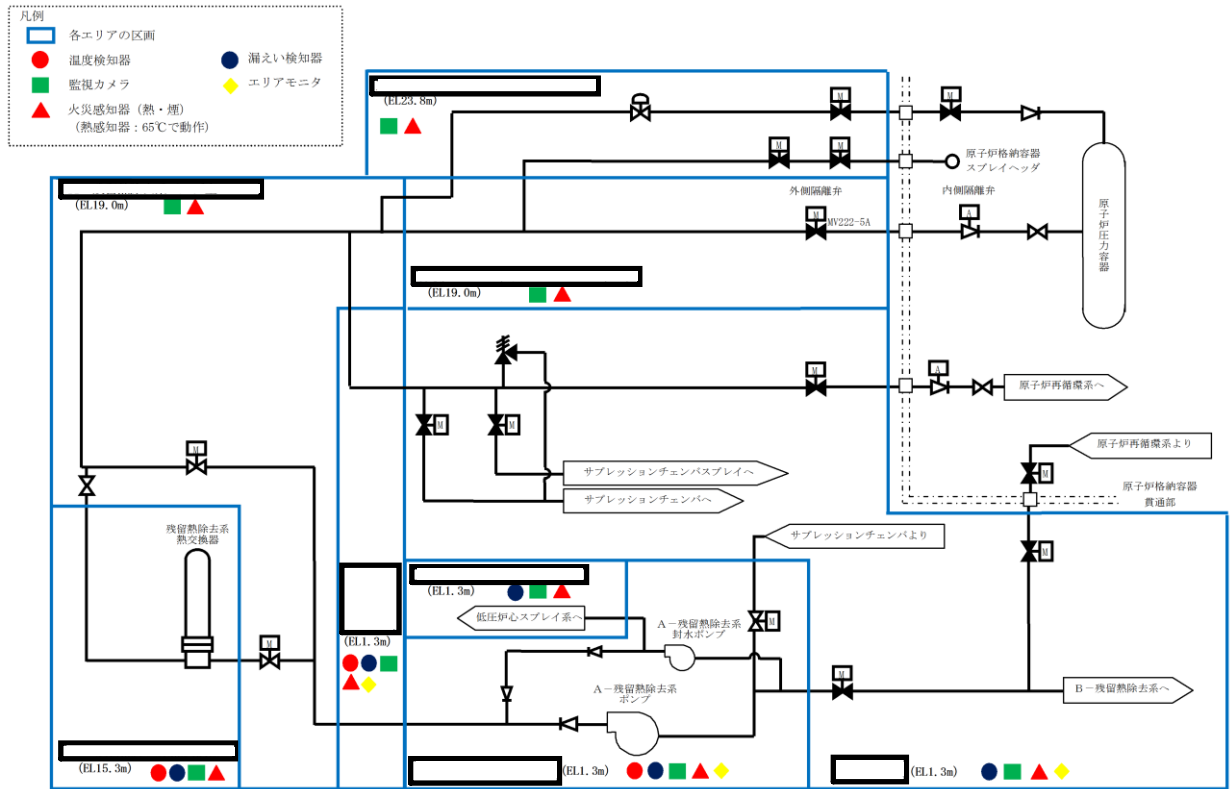 凡例
各エリアの区画
温度検知器
漏えい検知器
監視カメラ
エリアモニタ
火災感知器（熱・煙）
（熱感知器：65℃で動作）
(EL23.8m)
M
M
M
M
原子炉格納容器
スプレイヘッダ
(EL19.0m)
外側隔離弁
内側隔離弁
M
MV222-5A
A
原子炉圧力容器
(EL19.0m)
M
A
原子炉再循環系へ
M
M
原子炉再循環系より
M
M
サプレッションチェンバスプレイへ
サプレッションチェンバへ
原子炉格納容器
貫通部
残留熱除去系
熱交換器
サプレッションチェンバより
M
(EL1.3m)
低圧炉心スプレイ系へ
A－残留熱除去系
封水ポンプ
M
(EL1.3m)
M
M
A－残留熱除去系
ポンプ
B－残留熱除去系へ
(EL15.3m)
(EL1.3m)
(EL1.3m)